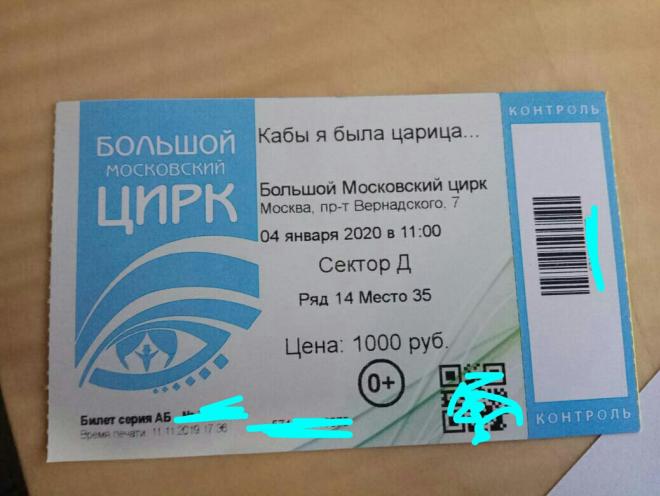 БОЛЬШОЙ
МОСКОВСКИЙ
ЦИРК
Кабы я была царица...
Большой Московский цирк
Москва, пр-т Вернадского, 7
04 января 2020 в 11:00
Сектор Д
Ряд 14 Место 35
Цена: 1000 руб.
0+
Билет серия АБ
Время печати: 11.11.2019 17:36
КОНТРОЛЬ
КОНТРОЛЬ